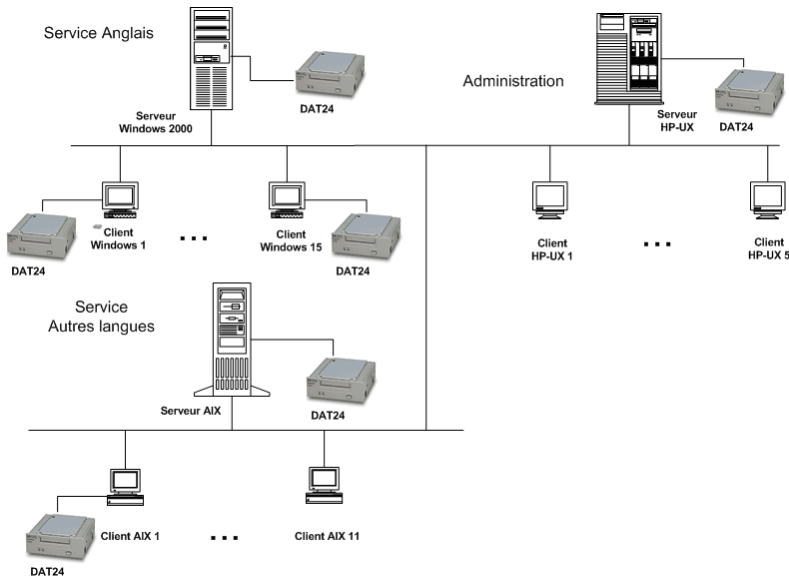 Service Anglais
Administration
DAT24
Serveur
Windows 2000
Serveur
HP-UX
DAT24
Client
Windows 1
Client
Windows 15
Client
HP-UX 1
Client
HP-UX 5
DAT24
DAT24
Service
Autres langues
Serveur AIX
DAT24
Client AIX 1
Client AIX 11
DAT24